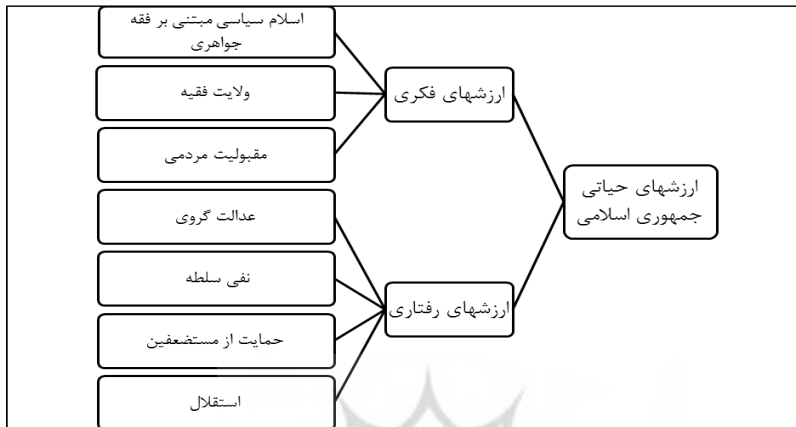 ارزشهای حیاتی
جمهوری اسلامی
ارزشهای فکری
اسلام سیاسی مبتنی بر فقه
جواهری
ولایت فقیه
مقبولیت مردمی
ارزشهای رفتاری
عدالت گروی
نفی سلطه
حمایت از مستضعفین
استقلال